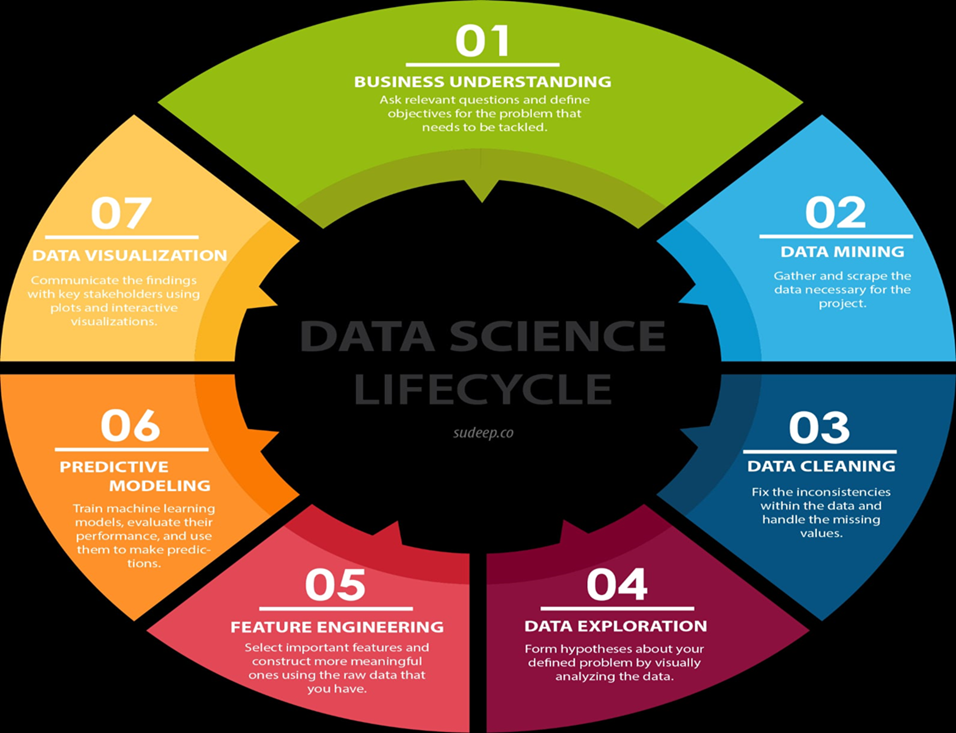 01
BUSINESS UNDERSTANDING
Ask relevant questions and define
objectives for the problem that
needs to be tackled.
02
DATA MINING
Gather and scrape the
data necessary for the
project.
03
DATA CLEANING
Fix the inconsistencies
within the data and
handle the missing
values.
04
DATA EXPLORATION
Form hypotheses about your
defined problem by visually
analyzing the data.
05
FEATURE ENGINEERING
Select important features and
construct more meaningful
ones using the raw data that
you have.
06
PREDICTIVE
MODELING
Train machine learning
models, evaluate their
performance, and use
them to make predic-
tions.
07
DATA VISUALIZATION
Communicate the findings
with key stakeholders using
plots and interactive
visualizations.
DATA SCIENCE
LIFECYCLE
sudeep.co